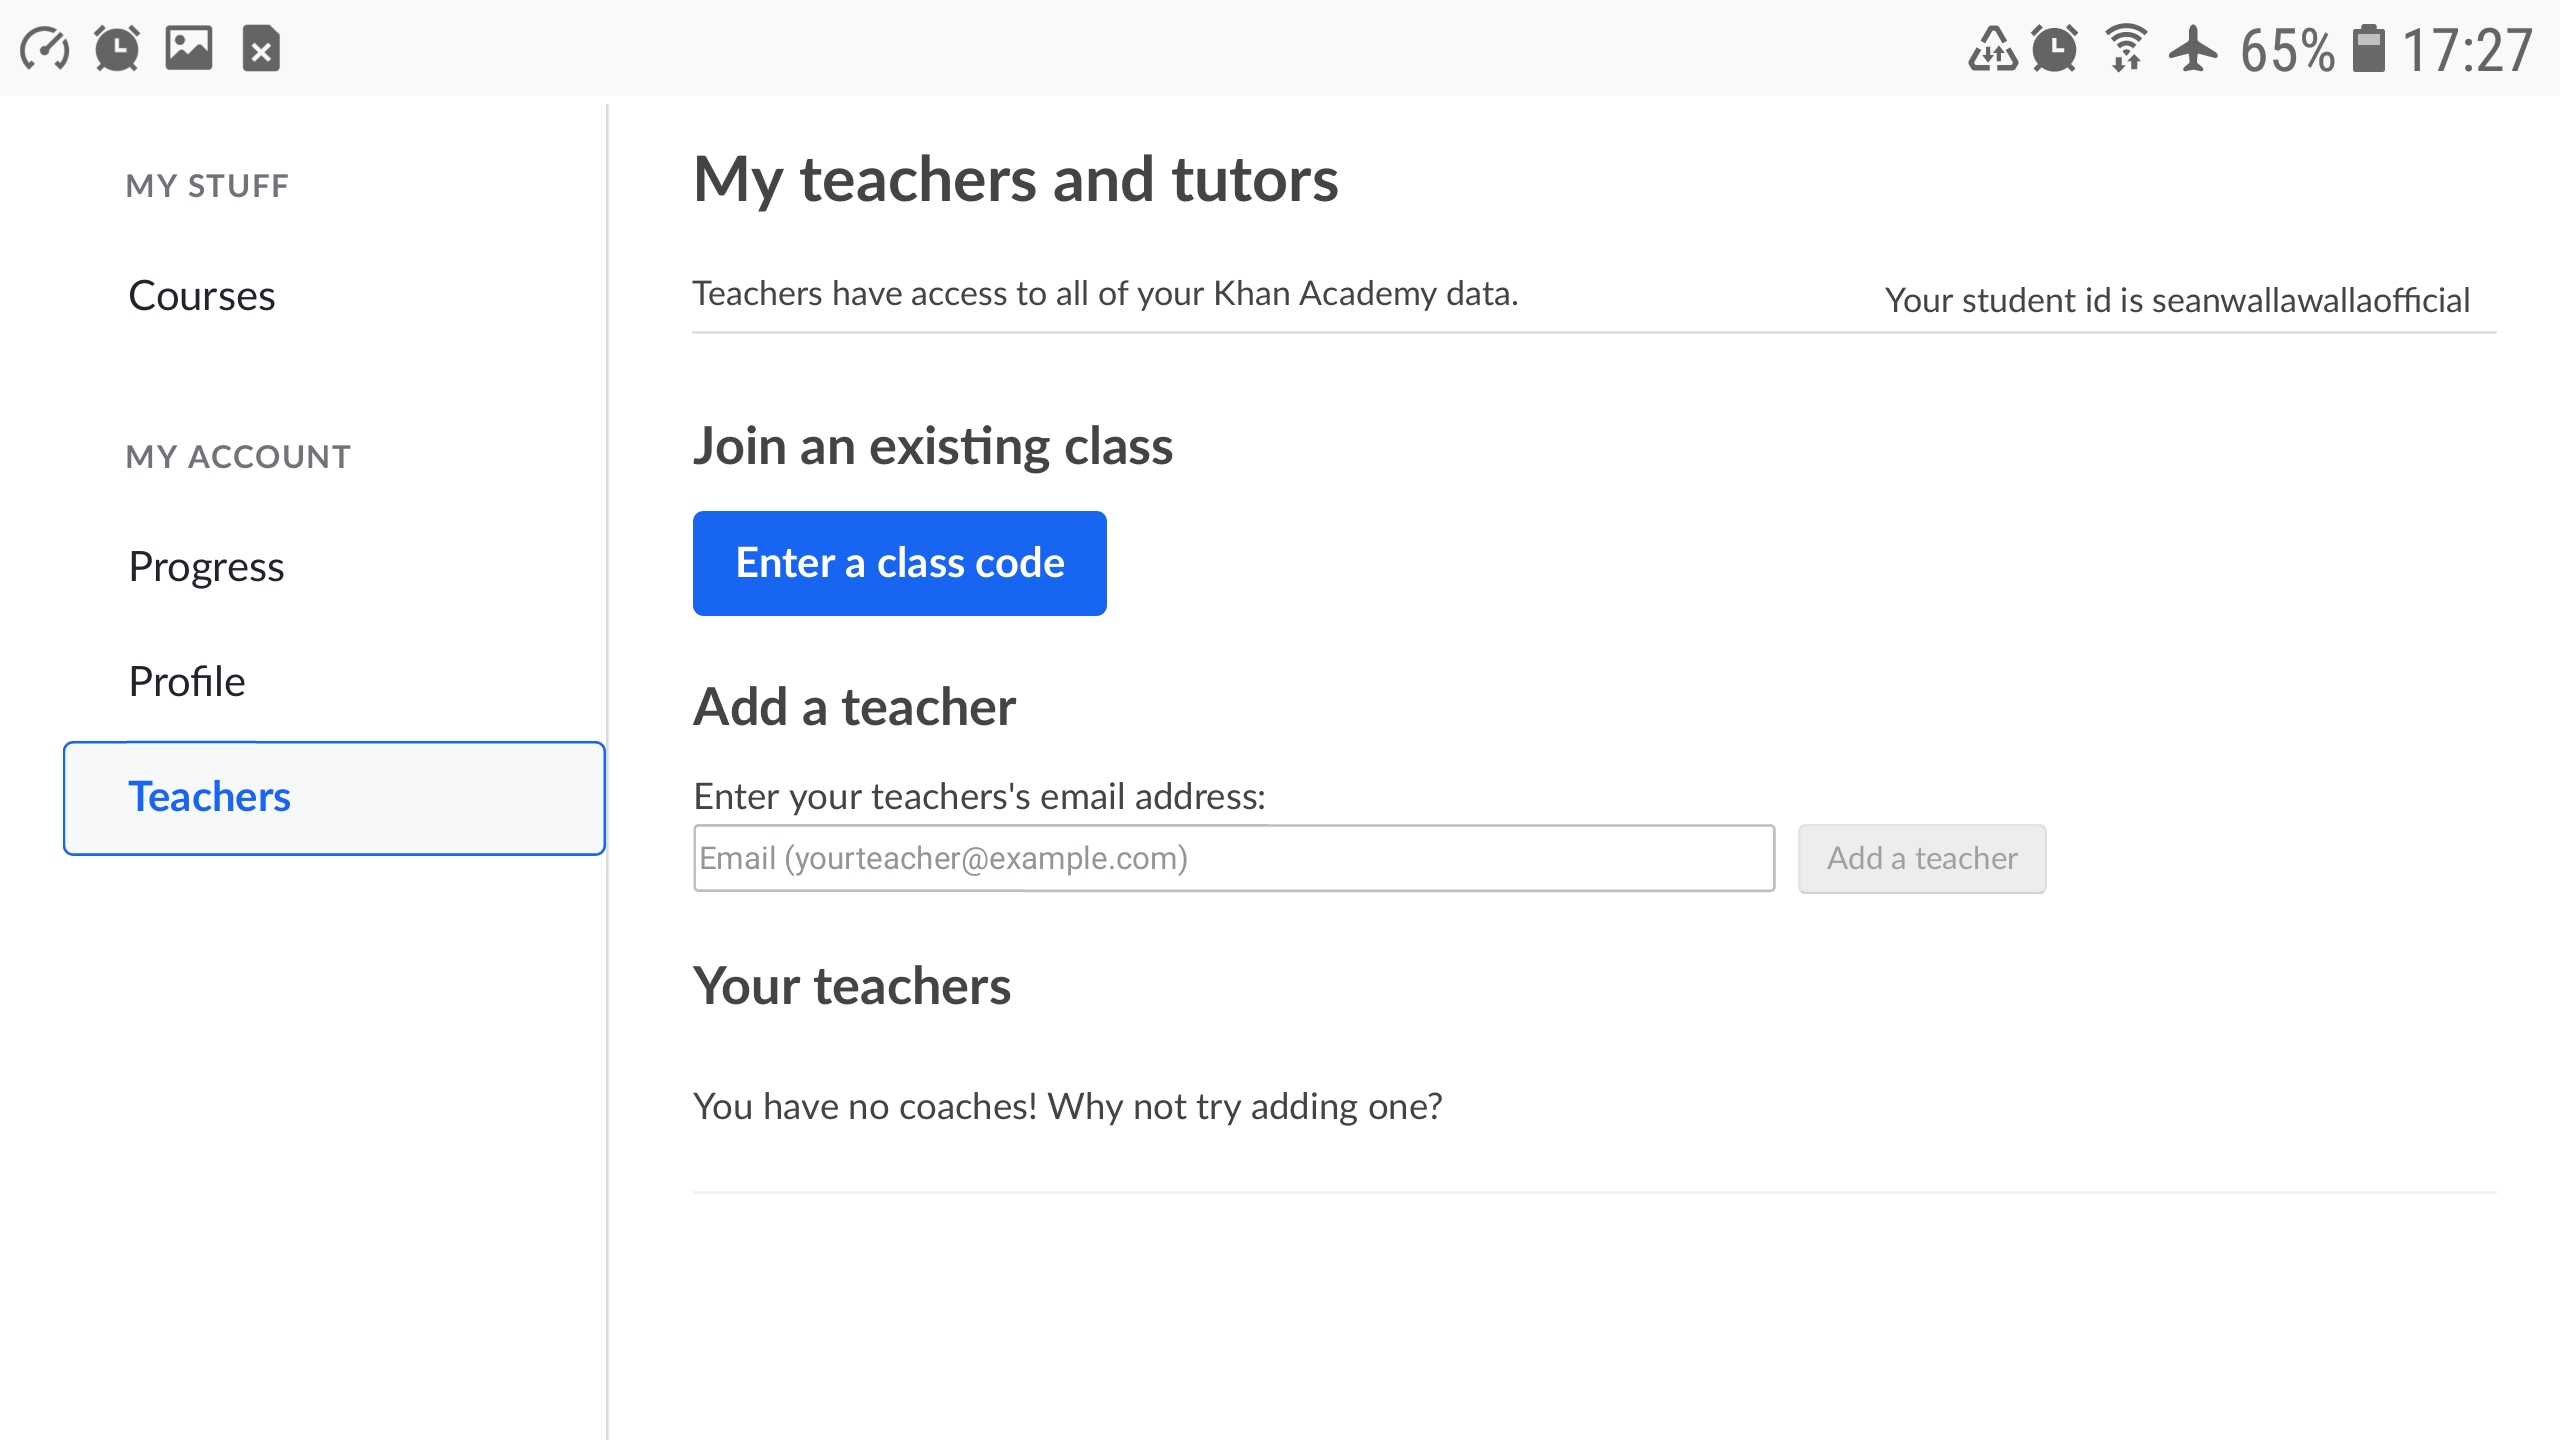 65% 17:27
MY STUFF
Courses
MY ACCOUNT
Progress
Profile
Teachers
My teachers and tutors
Teachers have access to all of your Khan Academy data.
Your student id is seanwallawallaofficial
Join an existing class
Enter a class code
Add a teacher
Enter your teachers's email address:
Email (yourteacher@example.com)
Add a teacher
Your teachers
You have no coaches! Why not try adding one?